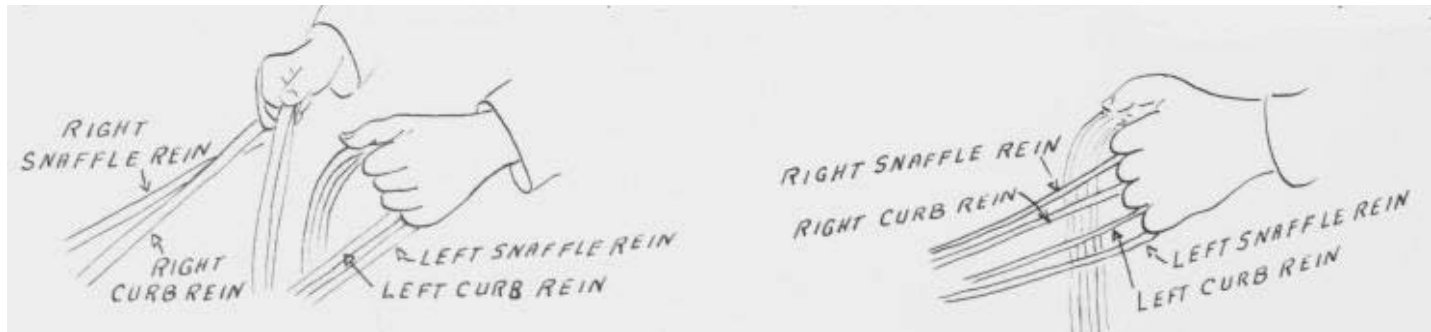 RIGHT
SNAFFLE REIN
RIGHT
CURB REIN
LEFT SNAFFLE REIN
LEFT CURB REIN
RIGHT SNAFFLE REIN
RIGHT CURB REIN
LEFT SNAFFLE REIN
LEFT CURB REIN